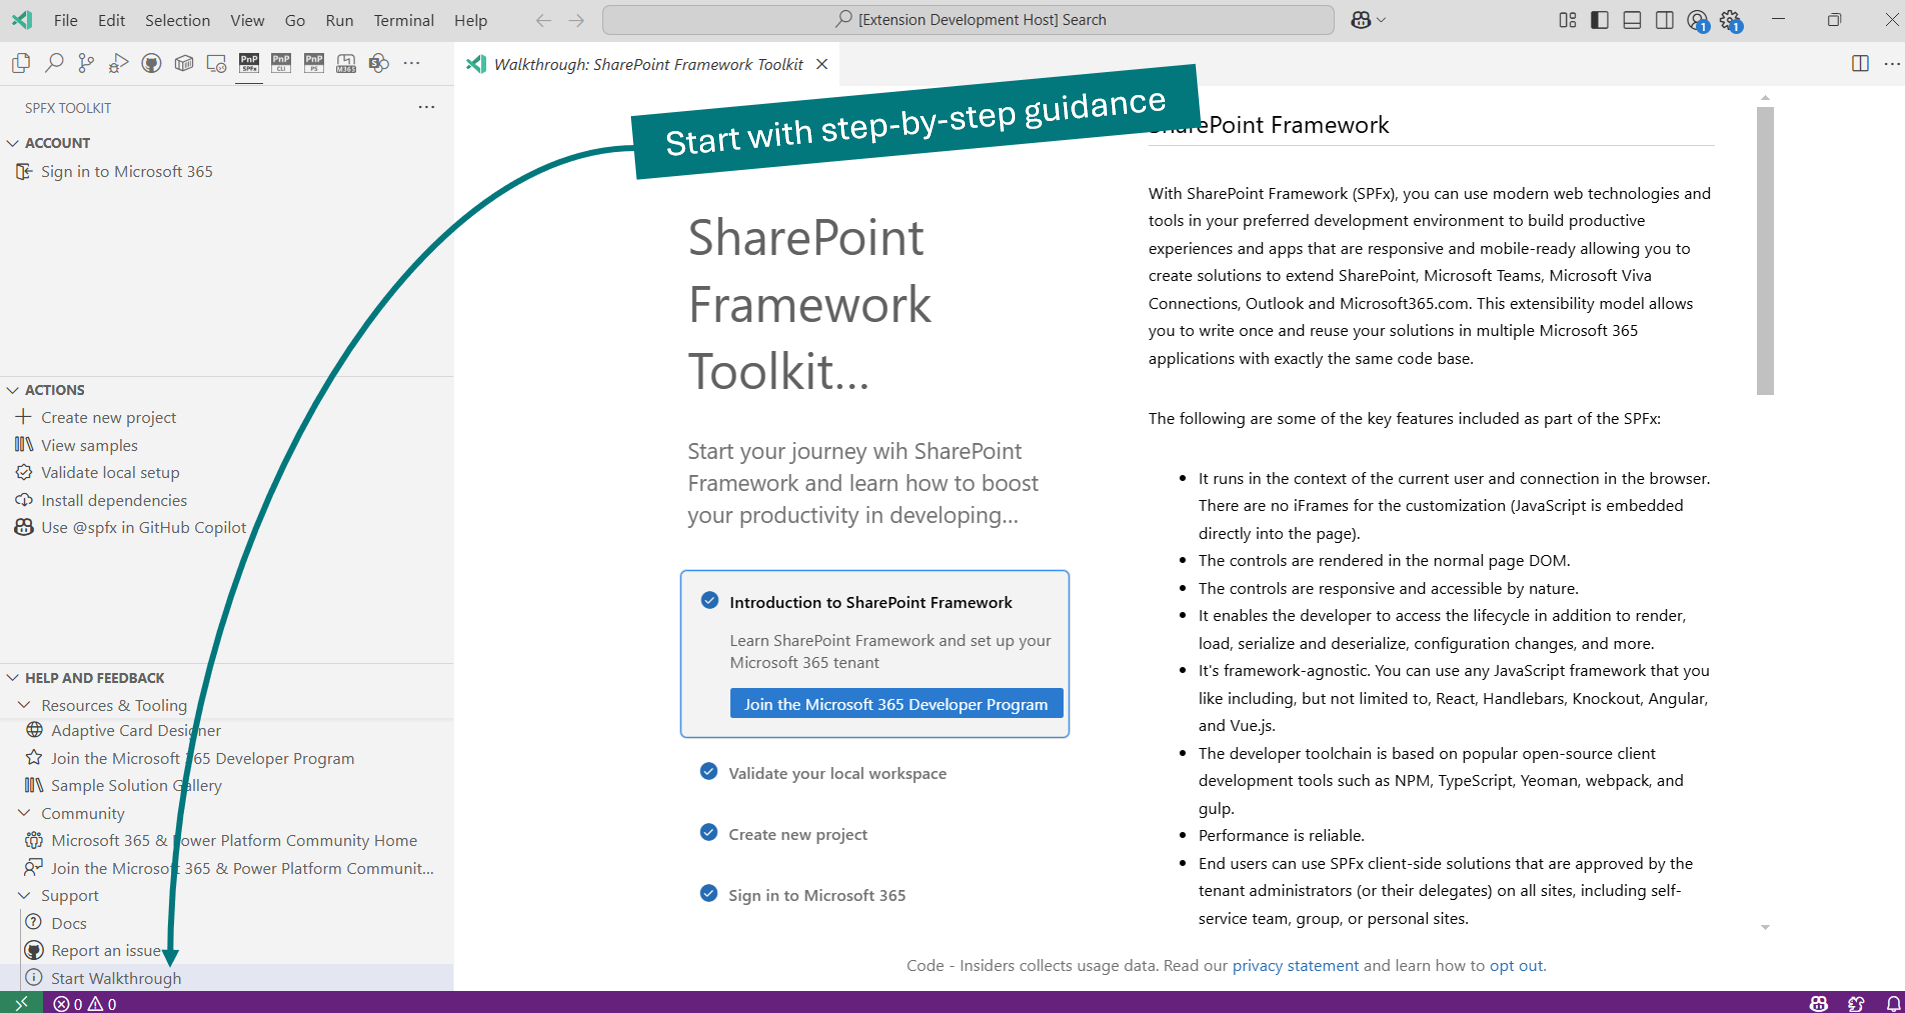 File Edit Selection View Go Run Terminal Help
[Extension Development Host] Search
1 1
PnP SPFx PnP CLI PnP PS M365
Walkthrough: SharePoint Framework Toolkit
SPFX TOOLKIT
ACCOUNT
Sign in to Microsoft 365
ACTIONS
Create new project
View samples
Validate local setup
Install dependencies
Use @spfx in GitHub Copilot
HELP AND FEEDBACK
Resources & Tooling
Adaptive Card Designer
Join the Microsoft 365 Developer Program
Sample Solution Gallery
Community
Microsoft 365 & Power Platform Community Home
Join the Microsoft 365 & Power Platform Communit...
Support
Docs
Report an issue
Start Walkthrough
Start with step-by-step guidance
SharePoint
Framework
Toolkit...
Start your journey wih SharePoint
Framework and learn how to boost
your productivity in developing...
Introduction to SharePoint Framework
Learn SharePoint Framework and set up your
Microsoft 365 tenant
Join the Microsoft 365 Developer Program
Validate your local workspace
Create new project
Sign in to Microsoft 365
SharePoint Framework
With SharePoint Framework (SPFx), you can use modern web technologies and
tools in your preferred development environment to build productive
experiences and apps that are responsive and mobile-ready allowing you to
create solutions to extend SharePoint, Microsoft Teams, Microsoft Viva
Connections, Outlook and Microsoft365.com. This extensibility model allows
you to write once and reuse your solutions in multiple Microsoft 365
applications with exactly the same code base.
The following are some of the key features included as part of the SPFx:
• It runs in the context of the current user and connection in the browser.
There are no iFrames for the customization (JavaScript is embedded
directly into the page).
• The controls are rendered in the normal page DOM.
• The controls are responsive and accessible by nature.
• It enables the developer to access the lifecycle in addition to render,
load, serialize and deserialize, configuration changes, and more.
• It's framework-agnostic. You can use any JavaScript framework that you
like including, but not limited to, React, Handlebars, Knockout, Angular,
and Vue.js.
• The developer toolchain is based on popular open-source client
development tools such as NPM, TypeScript, Yeoman, webpack, and
gulp.
• Performance is reliable.
• End users can use SPFx client-side solutions that are approved by the
tenant administrators (or their delegates) on all sites, including self-
service team, group, or personal sites.
Code - Insiders collects usage data. Read our privacy statement and learn how to opt out.
0 0